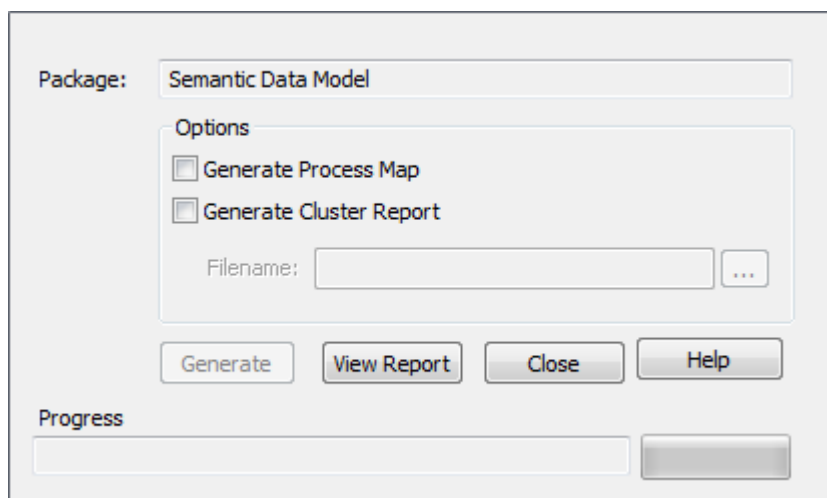 Package: Semantic Data Model
Options
Generate Process Map
Generate Cluster Report
Filename: ...
Generate View Report Close Help
Progress